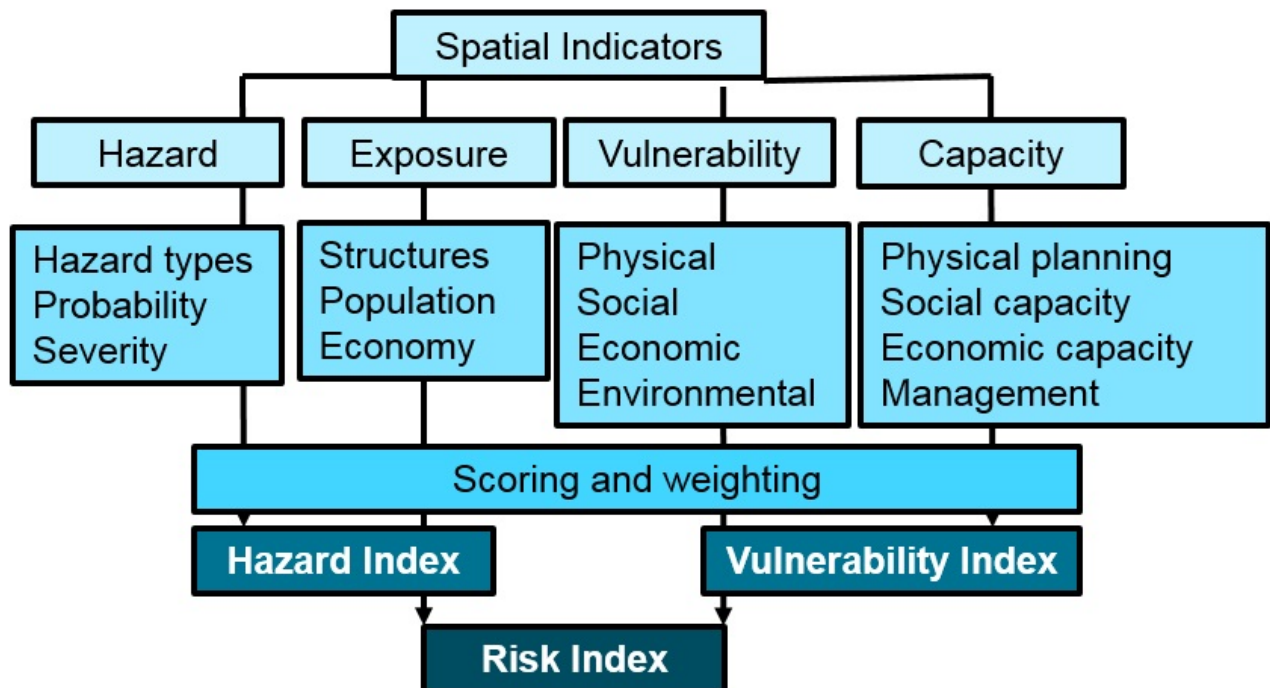 Spatial Indicators
Hazard
Exposure
Vulnerability
Capacity
Hazard types
Probability
Severity
Structures
Population
Economy
Physical
Social
Economic
Environmental
Physical planning
Social capacity
Economic capacity
Management
Scoring and weighting
Hazard Index
Vulnerability Index
Risk Index